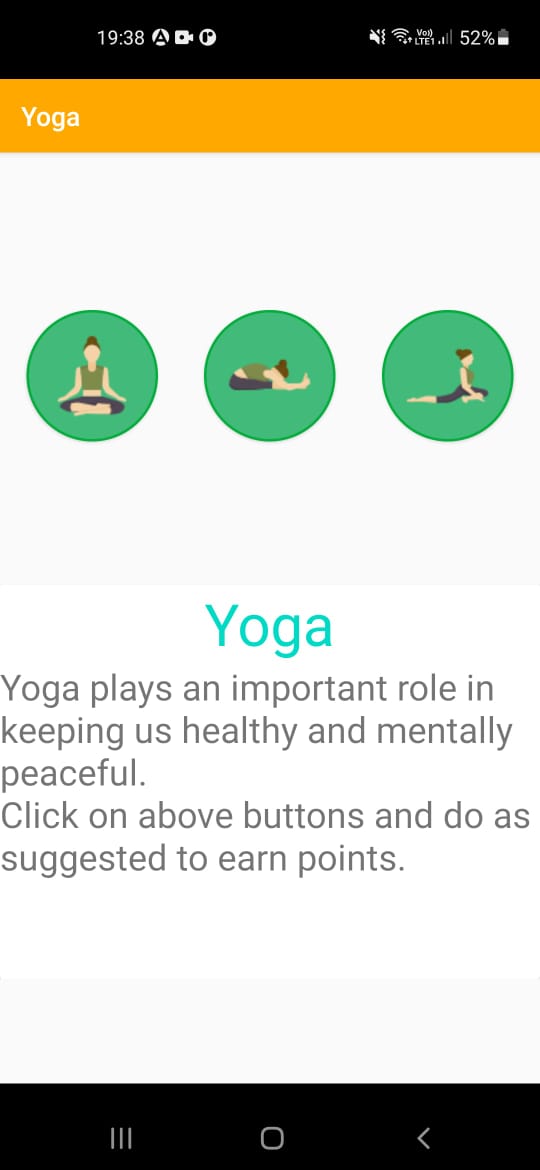 19:38 Vo)) LTE1 52%
Yoga
Yoga
Yoga plays an important role in
keeping us healthy and mentally
peaceful.
Click on above buttons and do as
suggested to earn points.